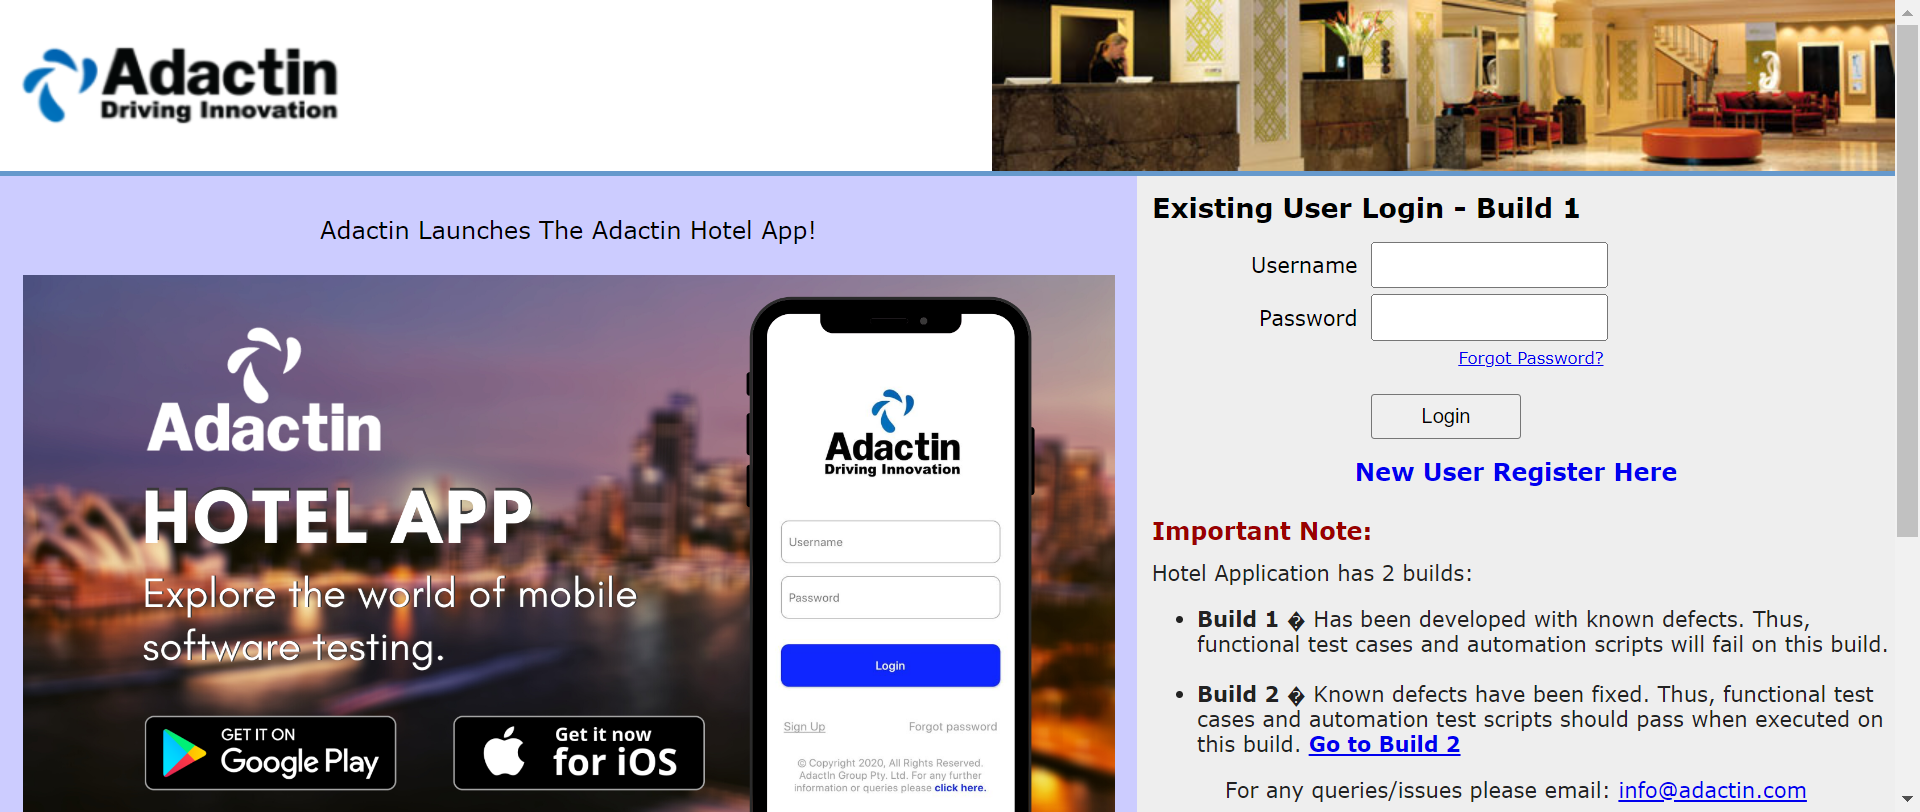 Adactin
Driving Innovation
Adactin Launches The Adactin Hotel App!
Adactin
HOTEL APP
Explore the world of mobile
software testing.
GET IT ON
Google Play
Get it now
for iOS
Adactin
Driving Innovation
Username
Password
Login
Sign Up Forgot password
© Copyright 2020, All Rights Reserved.
AdactIn Group Pty. Ltd. For any further
information or queries please click here.
Existing User Login - Build 1
Username
Password
Forgot Password?
Login
New User Register Here
Important Note:
Hotel Application has 2 builds:
• Build 1 � Has been developed with known defects. Thus,
functional test cases and automation scripts will fail on this build.
• Build 2 � Known defects have been fixed. Thus, functional test
cases and automation test scripts should pass when executed on
this build. Go to Build 2
For any queries/issues please email: info@adactin.com